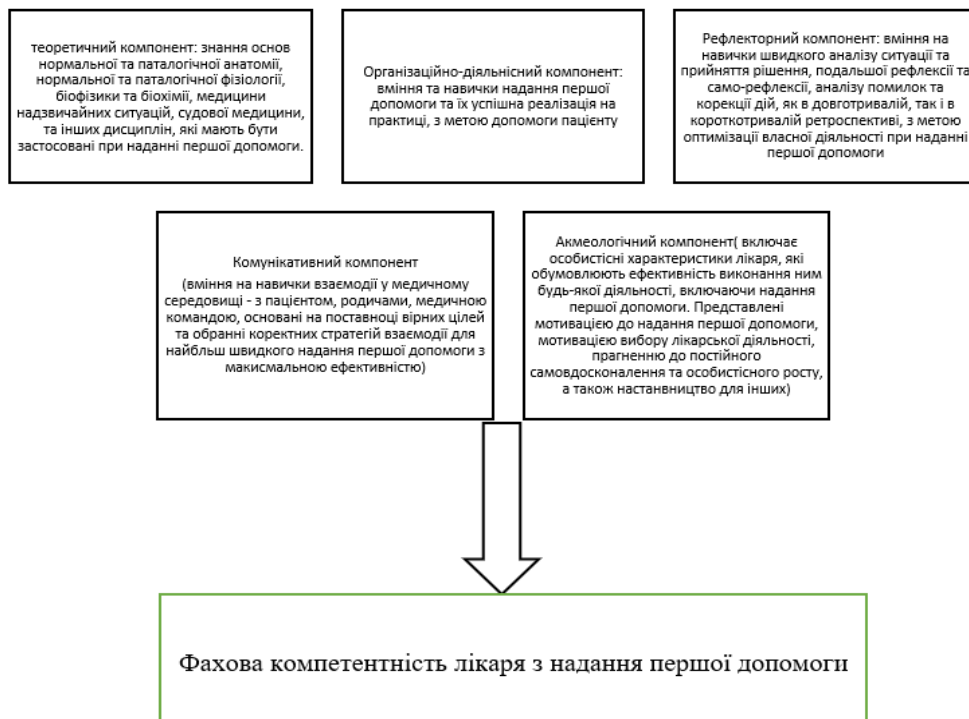 теоретичний компонент: знання основ
нормальної та паталогічної анатомії,
нормальної та паталогічної фізіології,
біофізики та біохімії, медицини
надзвичайних ситуацій, судової медицини,
та інших дисциплін, які мають бути
застосовані при наданні першої допомоги.
Організаційно-діяльнісний компонент:
вміння та навички надання першої
допомоги та їх успішна реалізація на
практиці, з метою допомоги пацієнту
Рефлекторний компонент: вміння на
навички швидкого аналізу ситуації та
прийняття рішення, подальшої рефлексії та
само-рефлексії, аналізу помилок та
корекції дій, як в довготривалій, так і в
короткотривалій ретроспективі, з метою
оптимізації власної діяльності при наданні
першої допомоги
Комунікативний компонент
(вміння на навички взаємодії у медичному
середовищі - з пацієнтом, родичами, медичною
командою, основані на поставноці вірних цілей
та обранні коректних стратегій взаємодії для
найбльш швидкого надання першої допомоги з
макисмальною ефективністю)
Акмеологічний компонент( включає
особистісні характеристики лікаря, які
обумовлюють ефективність виконання ним
будь-якої діяльності, включаючи надання
першої допомоги. Представлені
мотивацією до надання першої допомоги,
мотивацією вибору лікарської діяльності,
прагненню до постійного
самовдосконалення та особистісного росту,
а також настанвництво для інших)
Фахова компетентність лікаря з надання першої допомоги